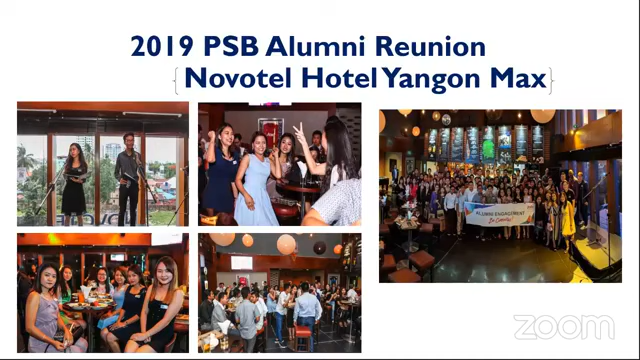 2019 PSB Alumni Reunion
{Novotel Hotel Yangon Max}
ALUMNI ENGAGEMENT
zoom